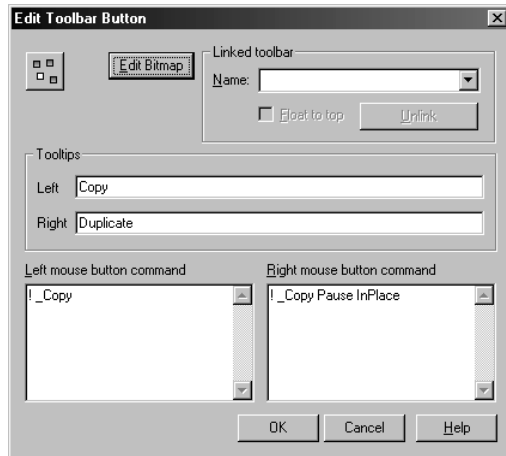 Edit Toolbar Button
Edit Bitmap
Linked toolbar
Name:
Float to top
Unlink
Tooltips
Left Copy
Right Duplicate
Left mouse button command
Right mouse button command
! _Copy
! _Copy Pause InPlace
OK Cancel Help